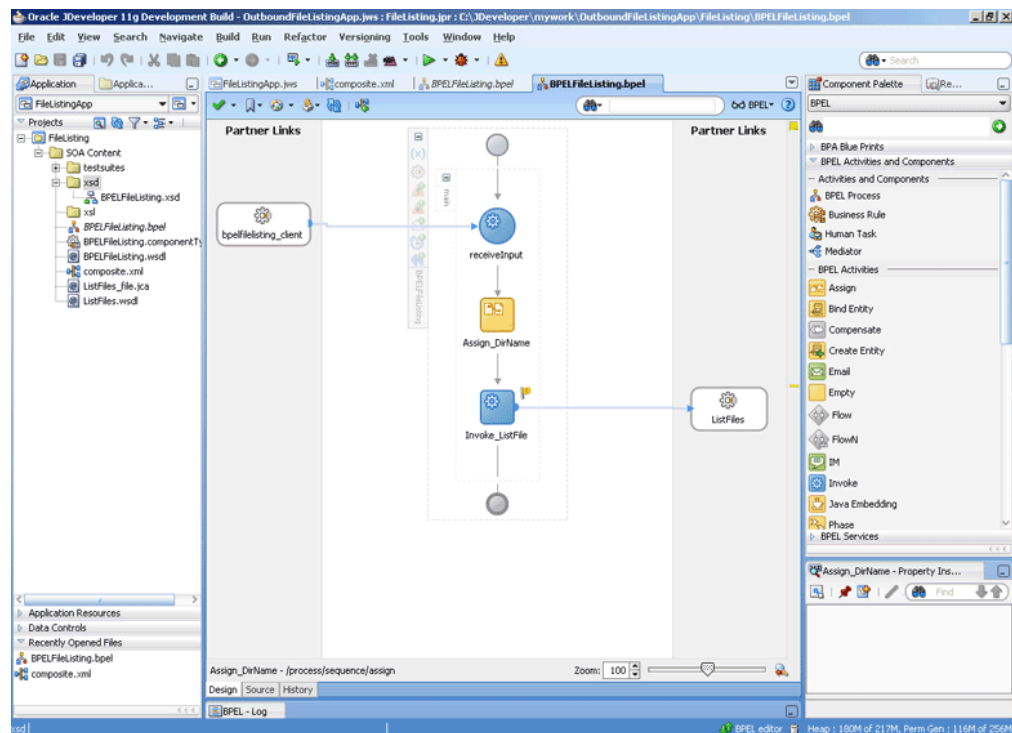 Oracle JDeveloper 11g Development Build - OutboundFileListingApp.jws : FileListing.jpr : C:\JDeveloper\mywork\OutboundFileListingApp\FileListing\BPELFileListing.bpel
File Edit View Search Navigate Build Run Refactor Versioning Tools Window Help
Search
Application
Applica...
FileListingApp
Projects
FileListing
SOA Content
testsuites
xsd
BPELFileListing.xsd
xsl
BPELFileListing.bpel
BPELFileListing.componentTy
BPELFileListing.wsdl
composite.xml
ListFiles_file.jca
ListFiles.wsdl
Application Resources
Data Controls
Recently Opened Files
BPELFileListing.bpel
composite.xml
FileListingApp.jws
composite.xml
BPELFileListing.bpel
BPELFileListing.bpel
BPEL
Partner Links
Partner Links
bpelfilelisting_client
main
BPELFileListing
receiveInput
Assign_DirName
Invoke_ListFile
ListFiles
Assign_DirName - /process/sequence/assign
Zoom: 100
Design Source History
BPEL - Log
Component Palette
Re...
BPEL
BPA Blue Prints
BPEL Activities and Components
Activities and Components
BPEL Process
Business Rule
Human Task
Mediator
BPEL Activities
Assign
Bind Entity
Compensate
Create Entity
Email
Empty
Flow
FlowN
IM
Invoke
Java Embedding
Phase
BPEL Services
Assign_DirName - Property Ins...
Find
xsd
BPEL editor
Heap : 180M of 217M, Perm Gen : 116M of 256M